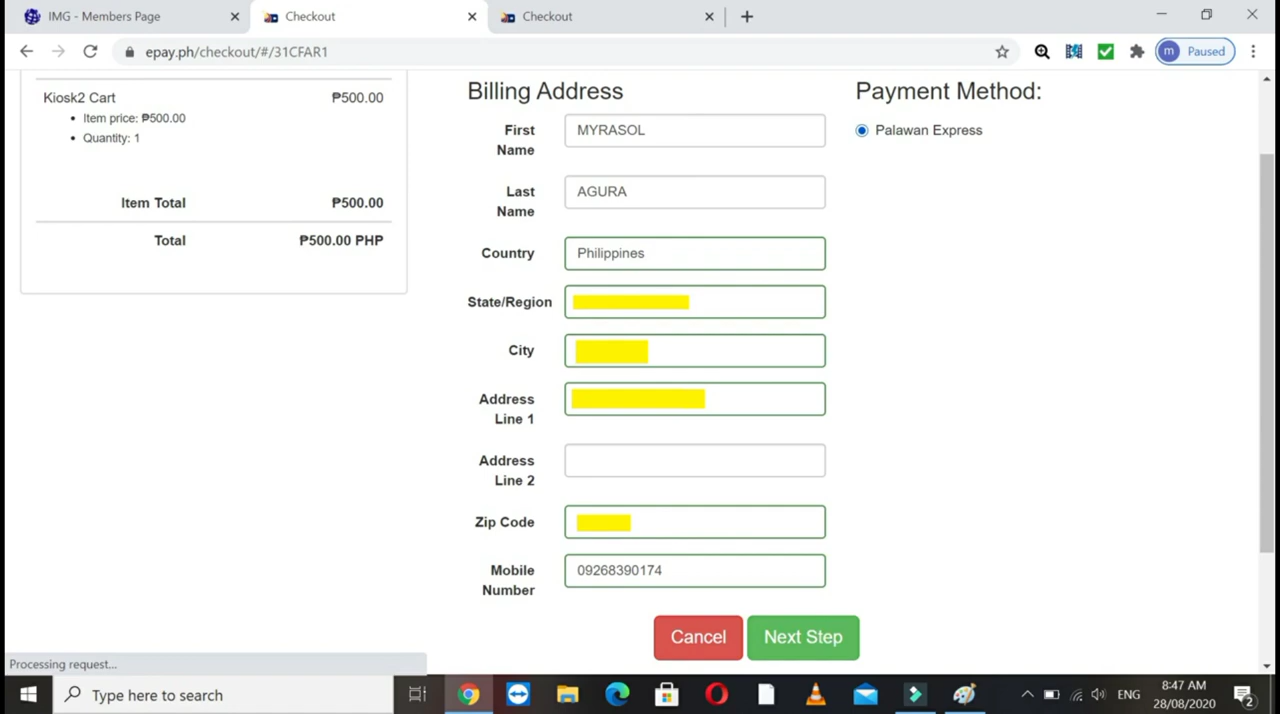 IMG - Members Page
Checkout
Checkout
epay.ph/checkout/#/31CFAR1
m Paused
Kiosk2 Cart ₱500.00
Item price: ₱500.00
Quantity: 1
Item Total ₱500.00
Total ₱500.00 PHP
Billing Address
First Name MYRASOL
Last Name AGURA
Country Philippines
State/Region
City
Address Line 1
Address Line 2
Zip Code
Mobile Number 09268390174
Cancel Next Step
Payment Method:
Palawan Express
Processing request...
Type here to search
ENG
8:47 AM
28/08/2020
2